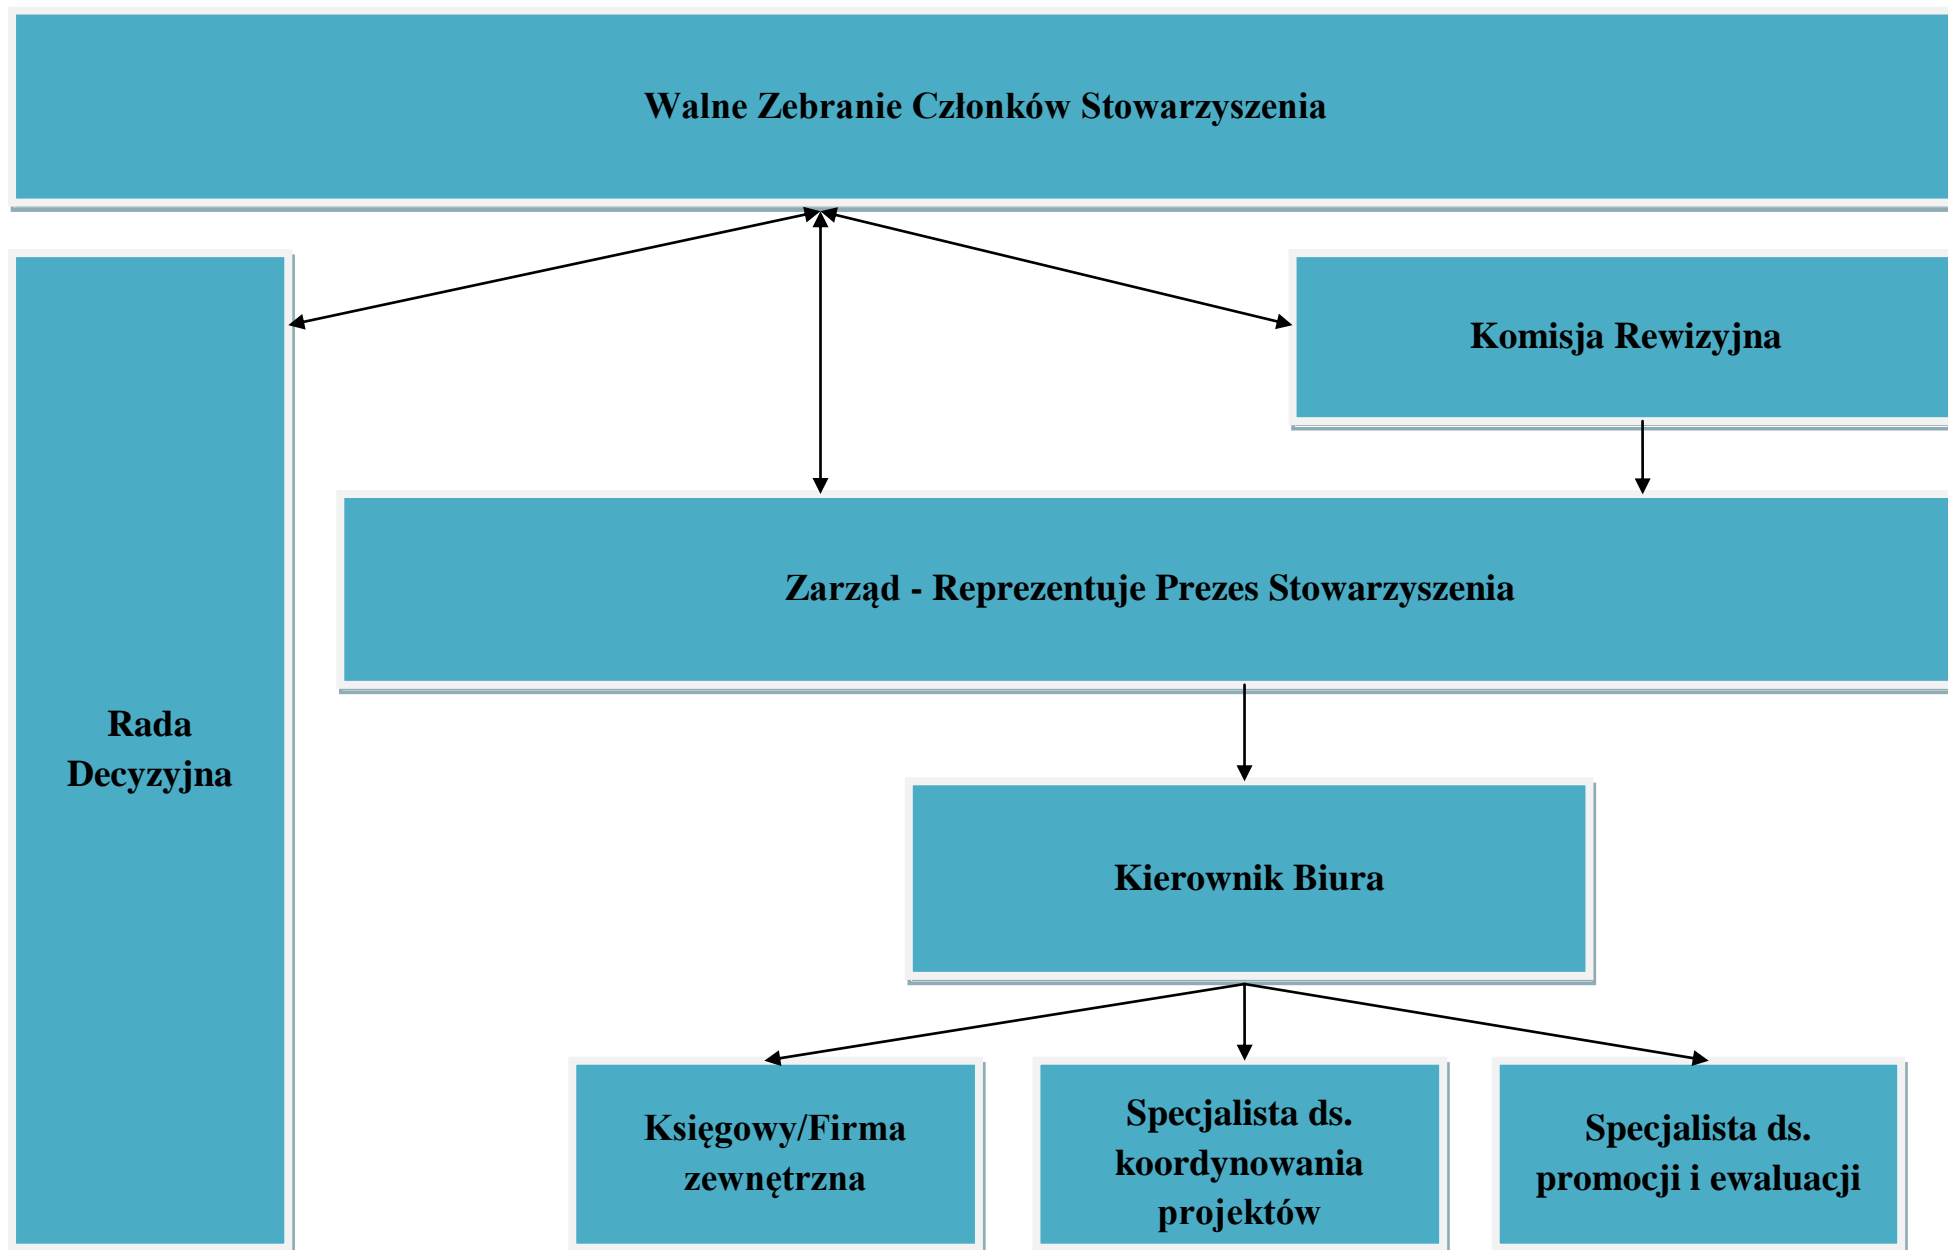 Walne Zebranie Członków Stowarzyszenia
Komisja Rewizyjna
Zarząd - Reprezentuje Prezes Stowarzyszenia
Rada
Decyzyjna
Kierownik Biura
Księgowy/Firma
zewnętrzna
Specjalista ds.
koordynowania
projektów
Specjalista ds.
promocji i ewaluacji